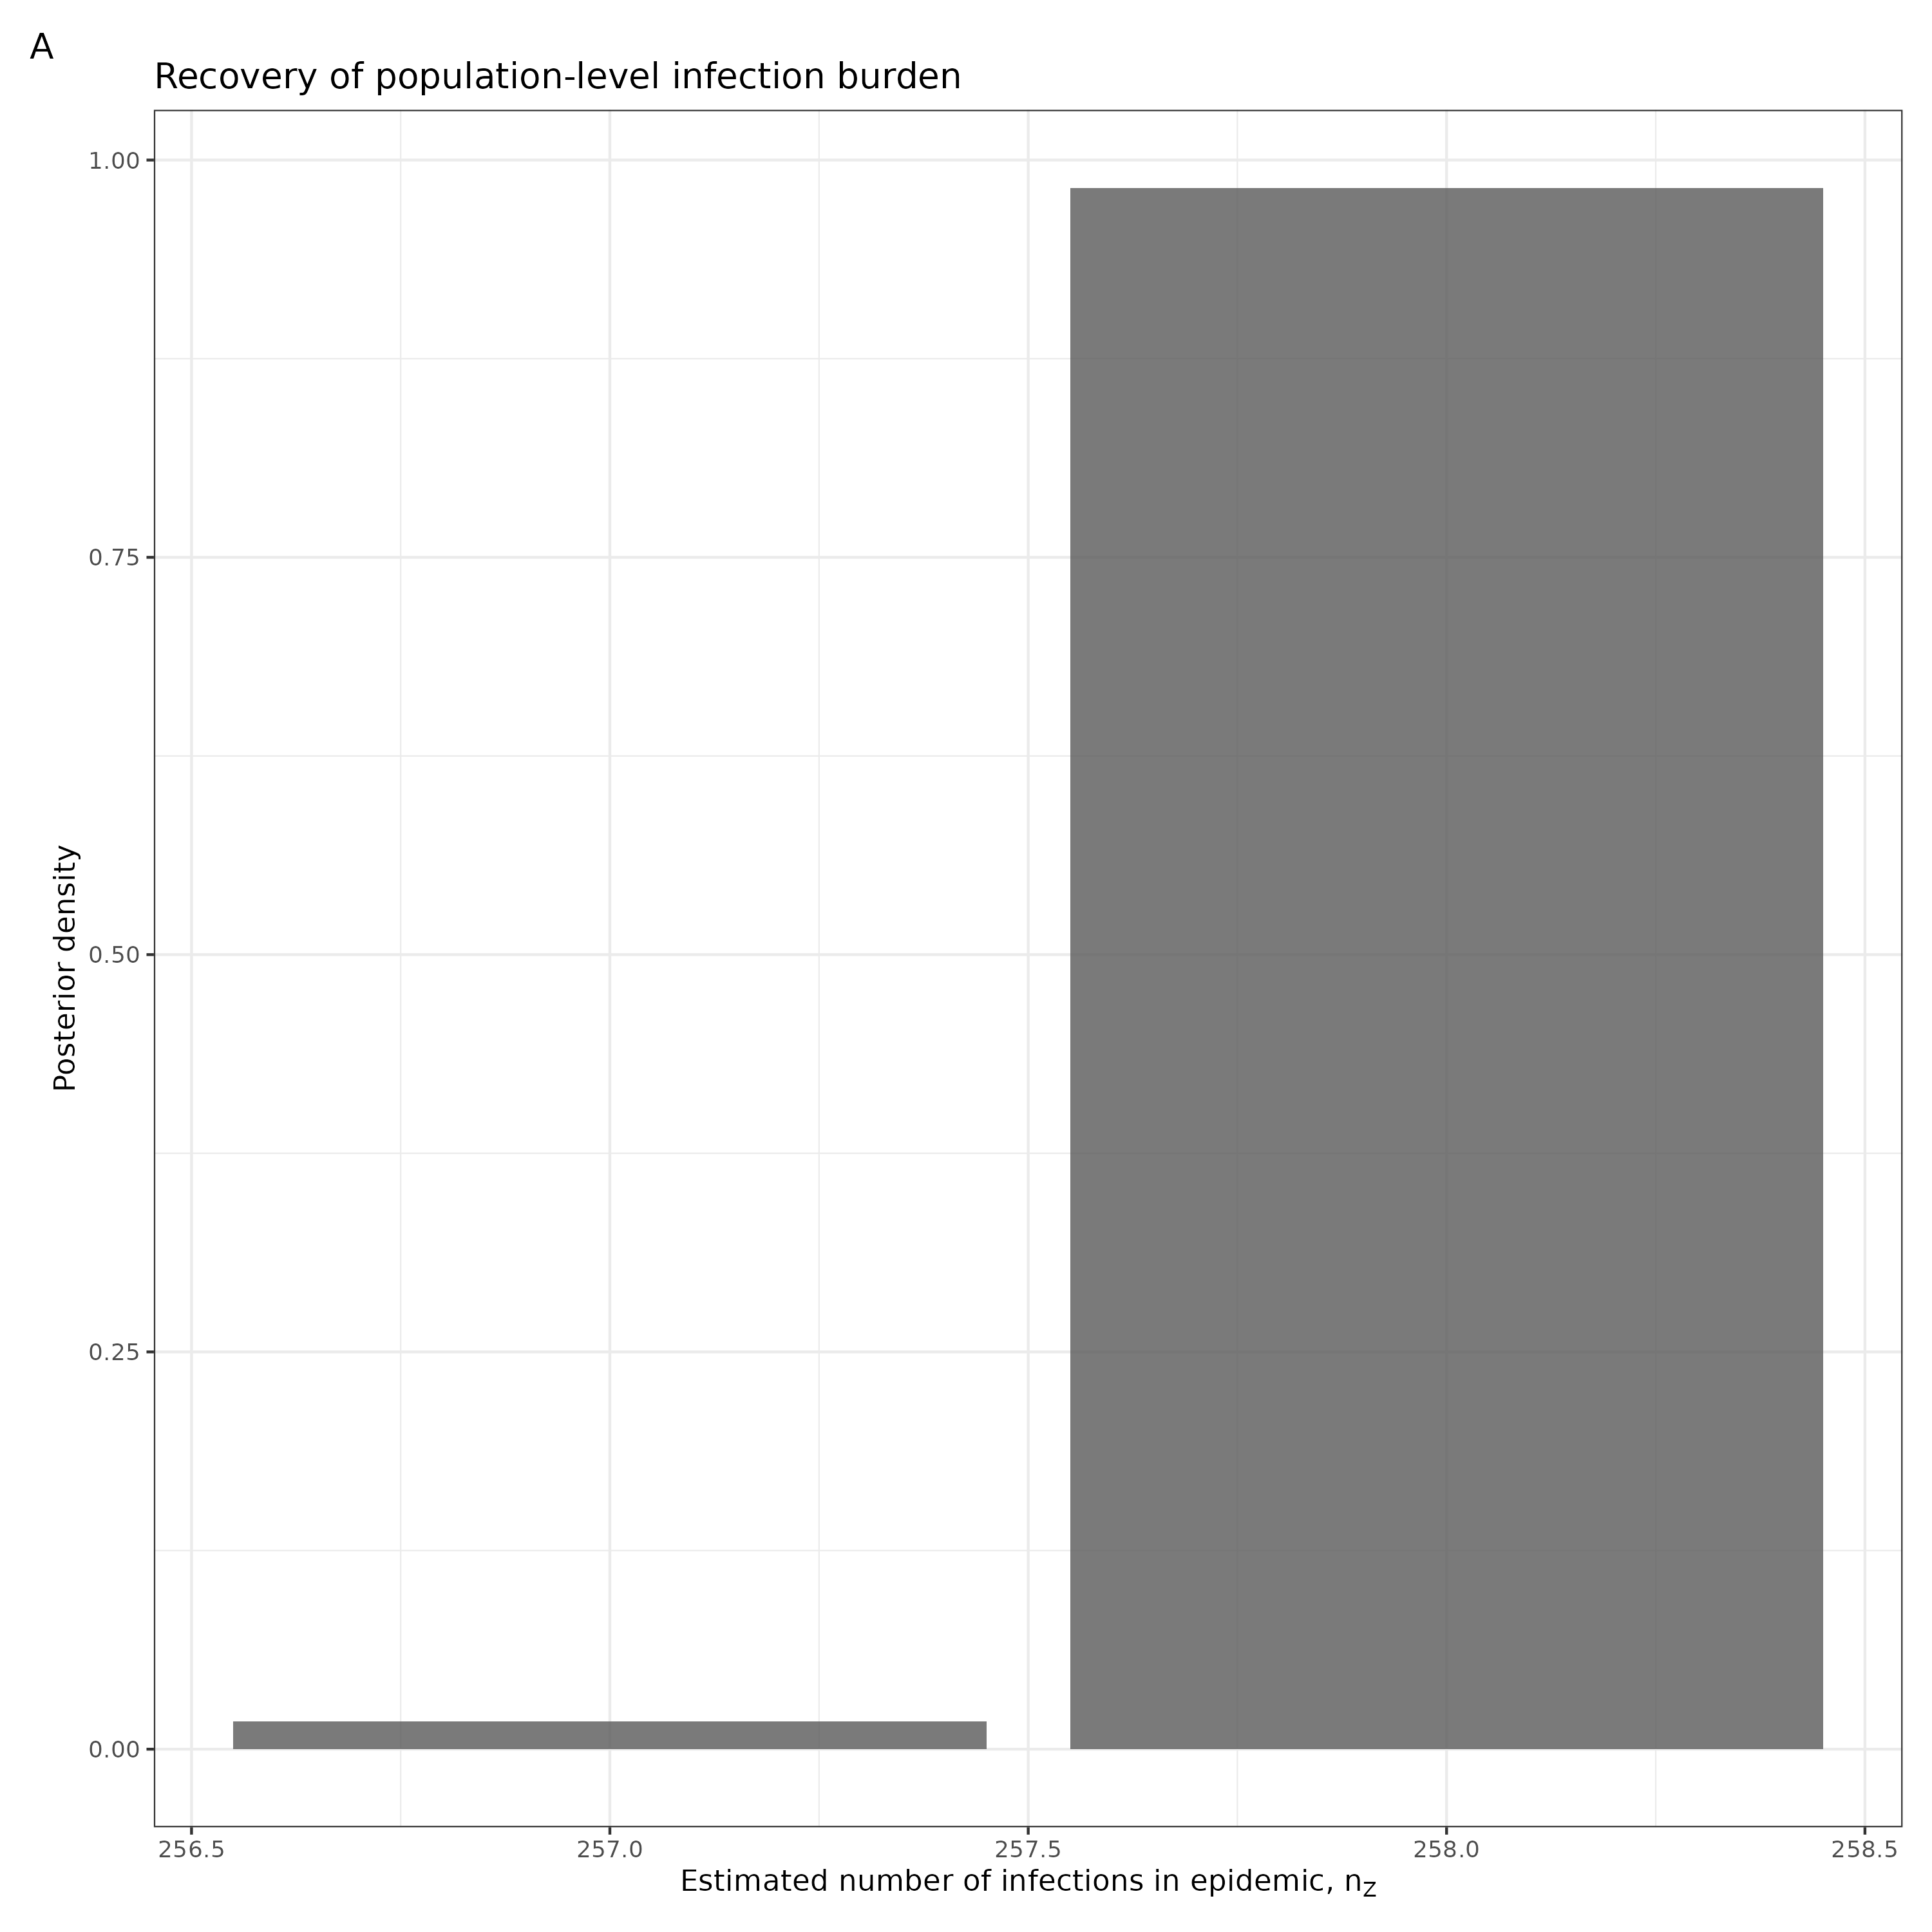 A
Recovery of population-level infection burden
1.00
0.75
0.50
0.25
0.00
Posterior density
256.5
257.0
257.5
258.0
258.5
Estimated number of infections in epidemic, nZ